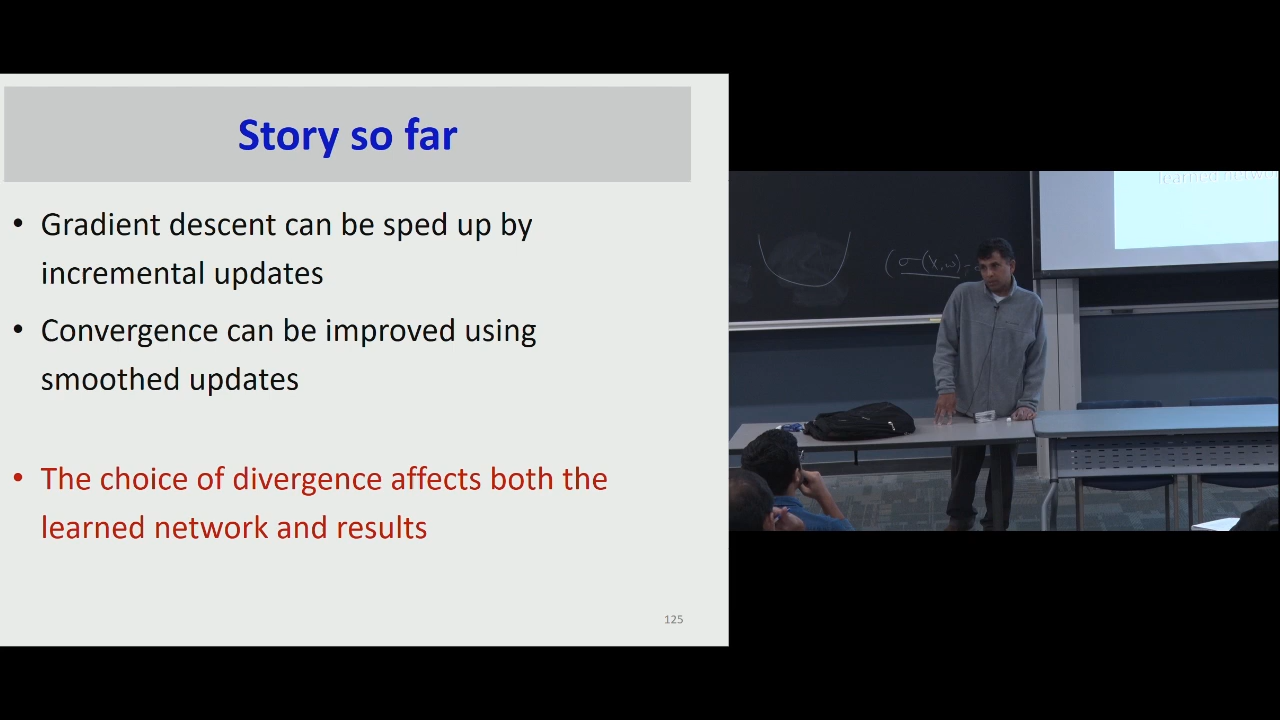 Story so far
• Gradient descent can be sped up by
incremental updates
• Convergence can be improved using
smoothed updates
• The choice of divergence affects both the
learned network and results
125
(σ(x,w)-